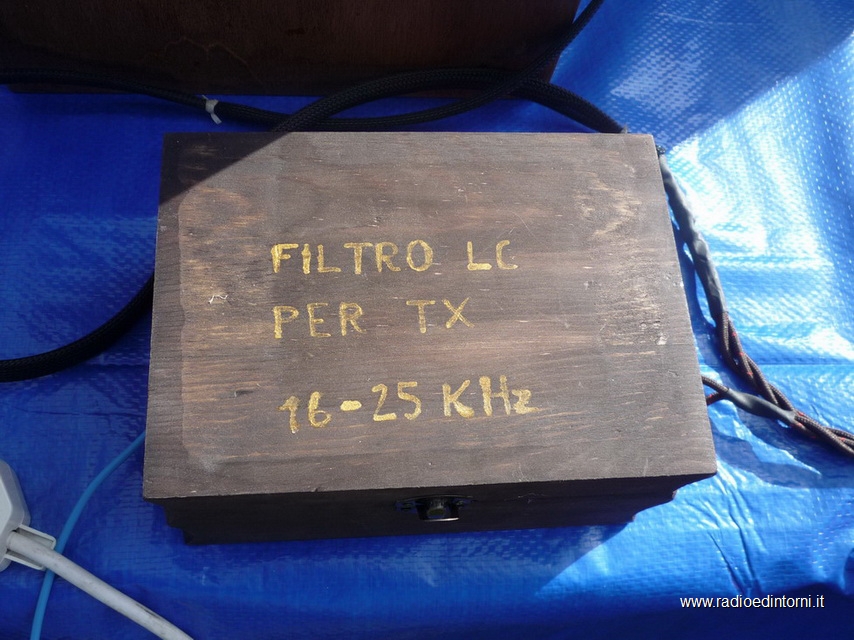 FILTRO LC
PER TX
16-25 KHz
www.radioedintorni.it